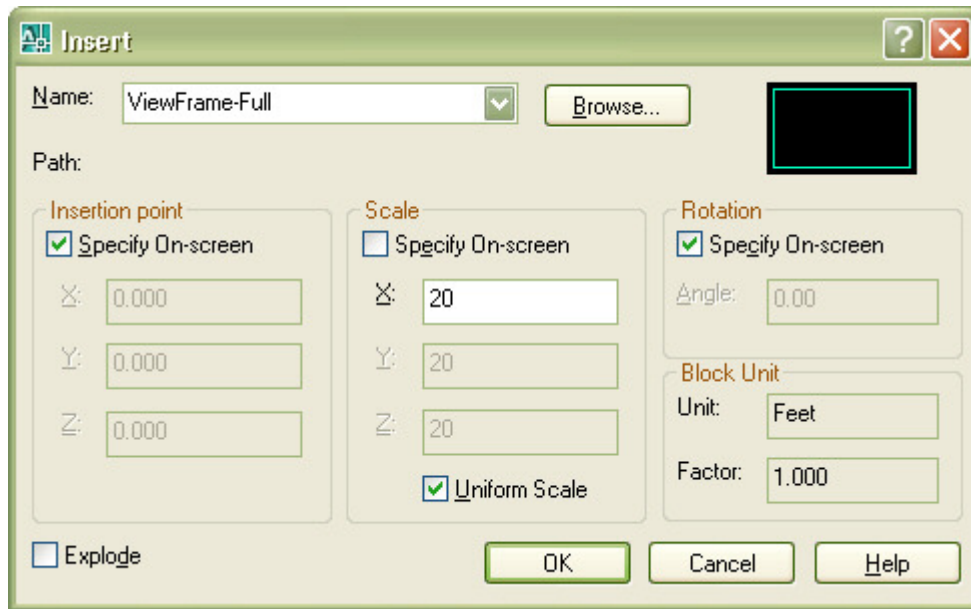 Insert
Name: ViewFrame-Full Browse...
Path:
Insertion point
Specify On-screen
X: 0.000
Y: 0.000
Z: 0.000
Scale
Specify On-screen
X: 20
Y: 20
Z: 20
Uniform Scale
Rotation
Specify On-screen
Angle: 0.00
Block Unit
Unit: Feet
Factor: 1.000
Explode
OK Cancel Help